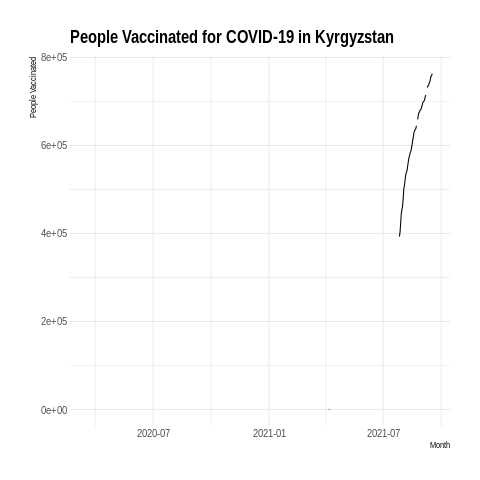 People Vaccinated for COVID-19 in Kyrgyzstan
People Vaccinated
8e+05
6e+05
4e+05
2e+05
0e+00
2020-07 2021-01 2021-07
Month